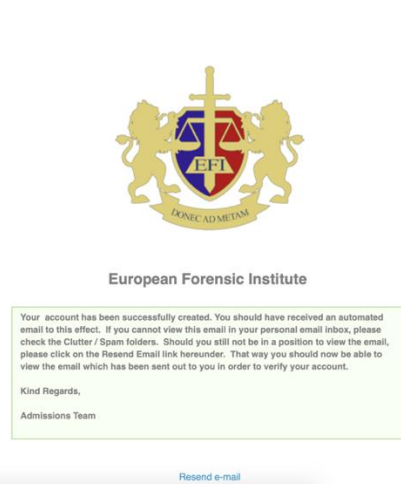 EFI
DONEC AD METAM
European Forensic Institute
Your account has been successfully created. You should have received an automated
email to this effect. If you cannot view this email in your personal email inbox, please
check the Clutter / Spam folders. Should you still not be in a position to view the email,
please click on the Resend Email link hereunder. That way you should now be able to
view the email which has been sent out to you in order to verify your account.
Kind Regards,
Admissions Team
Resend e-mail